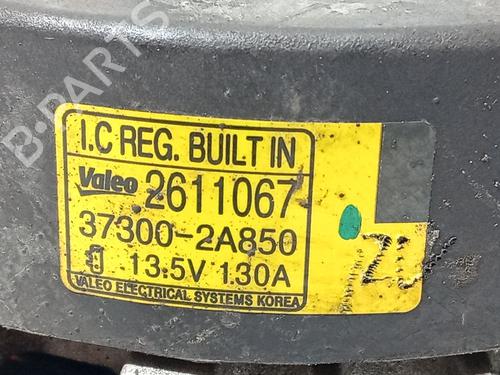 B-PARTS
I.C REG. BUILT IN
Valeo 2611067
37300-2A850
13.5V 130A
VALEO ELECTRICAL SYSTEMS KOREA